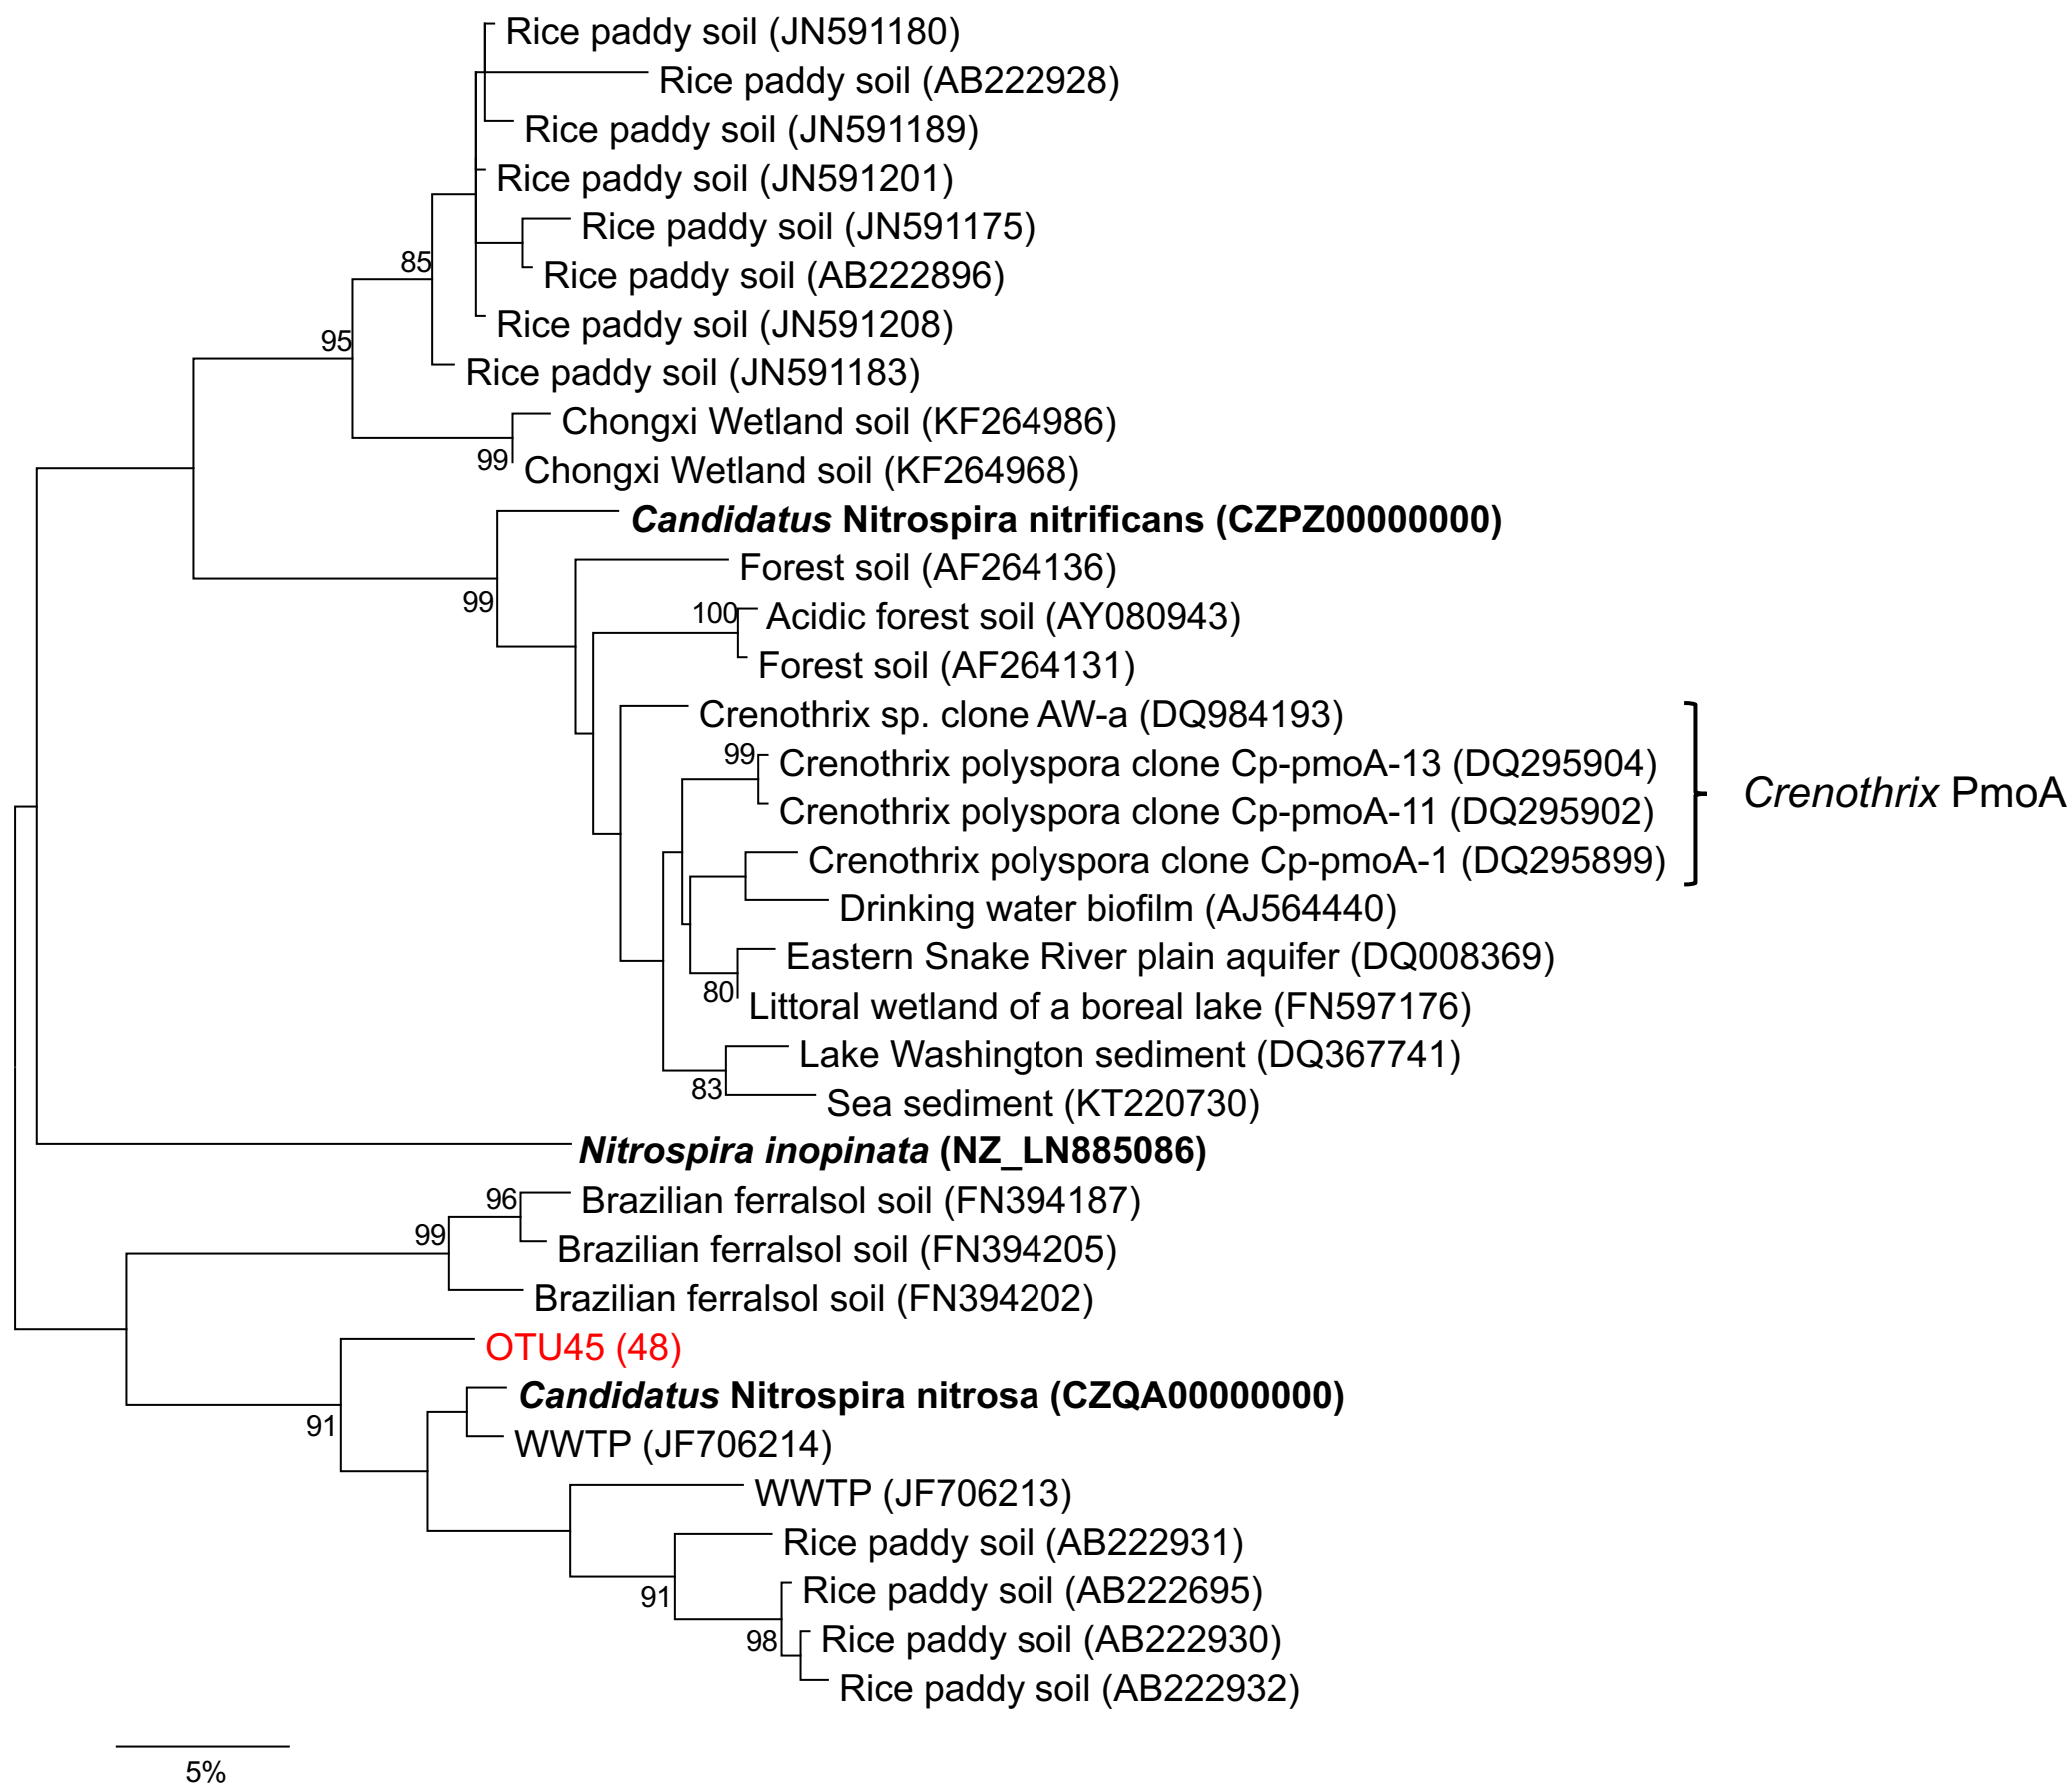 Rice paddy soil (JN591180)
Rice paddy soil (AB222928)
Rice paddy soil (JN591189)
Rice paddy soil (JN591201)
Rice paddy soil (JN591175)
85
Rice paddy soil (AB222896)
Rice paddy soil (JN591208)
95
Rice paddy soil (JN591183)
Chongxi Wetland soil (KF264986)
99
Chongxi Wetland soil (KF264968)
Candidatus Nitrospira nitrificans (CZPZ00000000)
Forest soil (AF264136)
99
100
Acidic forest soil (AY080943)
Forest soil (AF264131)
Crenothrix sp. clone AW-a (DQ984193)
99
Crenothrix polyspora clone Cp-pmoA-13 (DQ295904)
Crenothrix PmoA
Crenothrix polyspora clone Cp-pmoA-11 (DQ295902)
Crenothrix polyspora clone Cp-pmoA-1 (DQ295899)
Drinking water biofilm (AJ564440)
Eastern Snake River plain aquifer (DQ008369)
80
Littoral wetland of a boreal lake (FN597176)
Lake Washington sediment (DQ367741)
83
Sea sediment (KT220730)
Nitrospira inopinata (NZ_LN885086)
96
Brazilian ferralsol soil (FN394187)
99
Brazilian ferralsol soil (FN394205)
Brazilian ferralsol soil (FN394202)
OTU45 (48)
Candidatus Nitrospira nitrosa (CZQA00000000)
91
WWTP (JF706214)
WWTP (JF706213)
Rice paddy soil (AB222931)
91
Rice paddy soil (AB222695)
98
Rice paddy soil (AB222930)
Rice paddy soil (AB222932)
5%